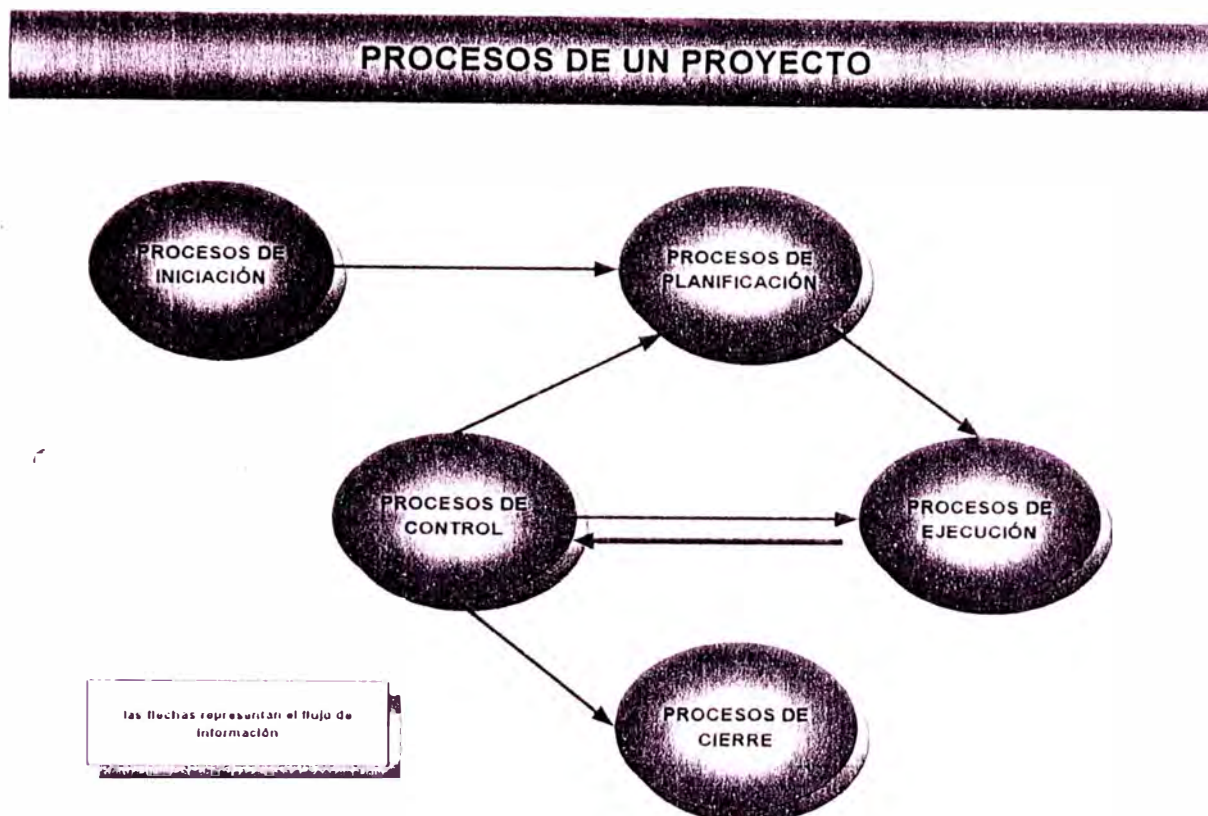 PROCESOS DE UN PROYECTO
PROCESOS DE
INICIACIÓN
PROCESOS DE
PLANIFICACIÓN
PROCESOS DE
CONTROL
PROCESOS DE
EJECUCIÓN
PROCESOS DE
CIERRE
las flechas representan el flujo de
información